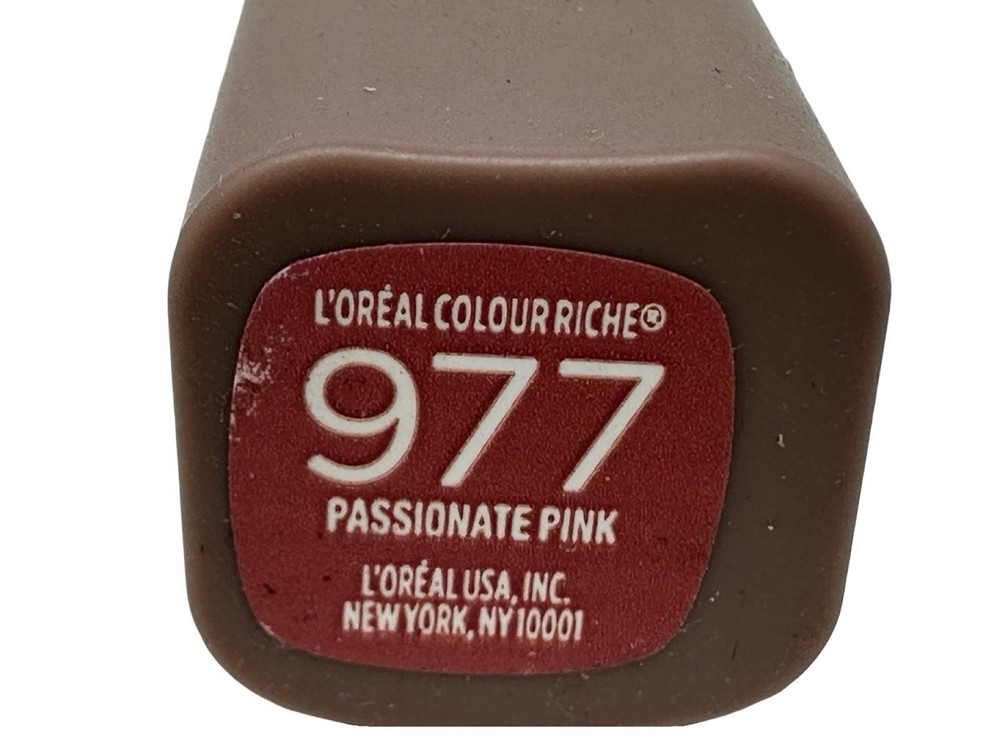 L'ORÉAL COLOUR RICHE®
977
PASSIONATE PINK
L'ORÉAL USA, INC.
NEW YORK, NY 10001